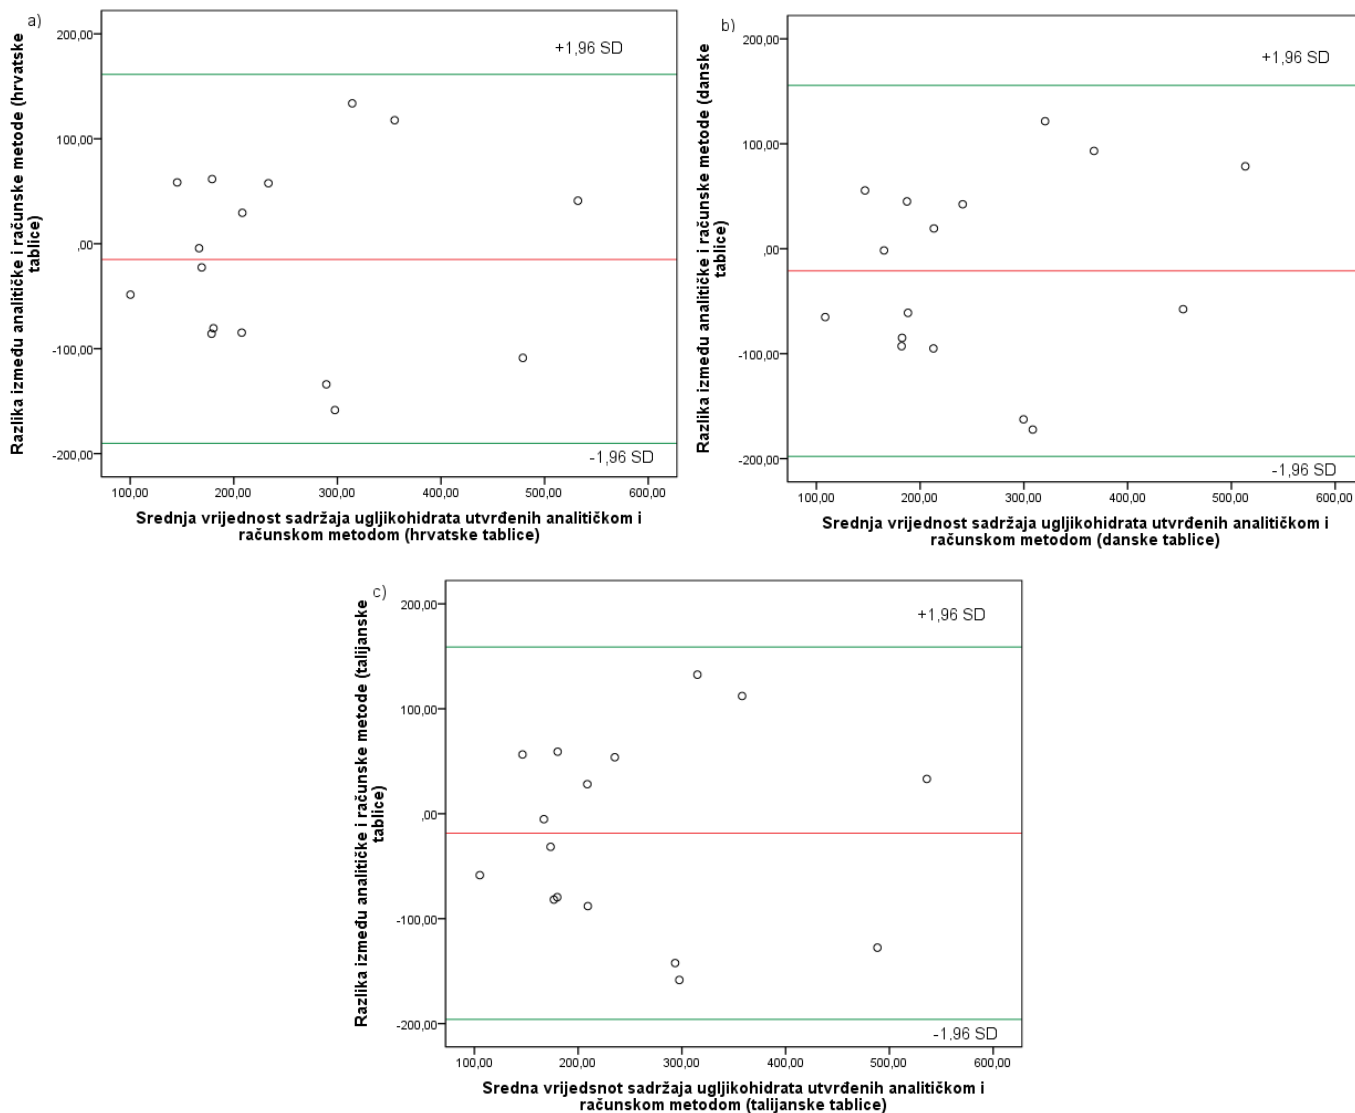 a)
Razlika između analitičke i računske metode (hrvatske
tablice)
200,00
100,00
,00
-100,00
-200,00
+1,96 SD
-1,96 SD
100,00 200,00 300,00 400,00 500,00 600,00
Srednja vrijednost sadržaja ugljikohidrata utvrđenih analitičkom i
računskom metodom (hrvatske tablice)
b)
Razlika između analitičke i računske metode (danske
tablice)
200,00
100,00
,00
-100,00
-200,00
+1,96 SD
-1,96 SD
100,00 200,00 300,00 400,00 500,00 600,00
Srednja vrijednost sadržaja ugljikohidrata utvrđenih analitičkom i
računskom metodom (danske tablice)
c)
Razlika između analitičke i računske metode (talijanske
tablice)
200,00
100,00
,00
-100,00
-200,00
+1,96 SD
-1,96 SD
100,00 200,00 300,00 400,00 500,00 600,00
Sredna vrijedsnot sadržaja ugljikohidrata utvrđenih analitičkom i
računskom metodom (talijanske tablice)